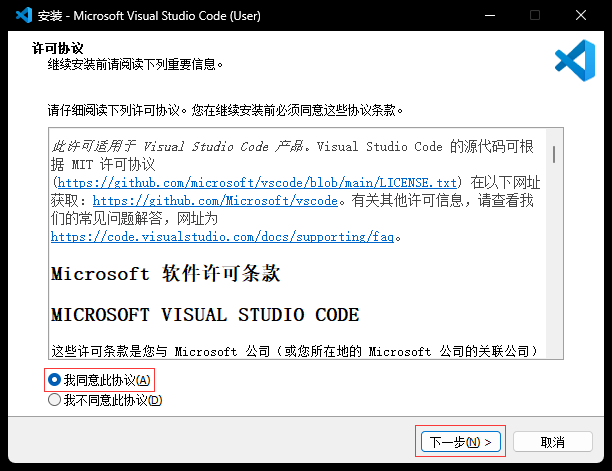 安装 - Microsoft Visual Studio Code (User)
许可协议
继续安装前请阅读下列重要信息。
请仔细阅读下列许可协议。您在继续安装前必须同意这些协议条款。
此许可适用于 Visual Studio Code 产品。Visual Studio Code 的源代码可根
据 MIT 许可协议
(https://github.com/microsoft/vscode/blob/main/LICENSE.txt) 在以下网址
获取：https://github.com/Microsoft/vscode。有关其他许可信息，请查看我
们的常见问题解答，网址为
https://code.visualstudio.com/docs/supporting/faq。
Microsoft 软件许可条款
MICROSOFT VISUAL STUDIO CODE
这些许可条款是您与 Microsoft 公司（或您所在地的 Microsoft 公司的关联公司）
我同意此协议(A)
我不同意此协议(D)
下一步(N) >
取消